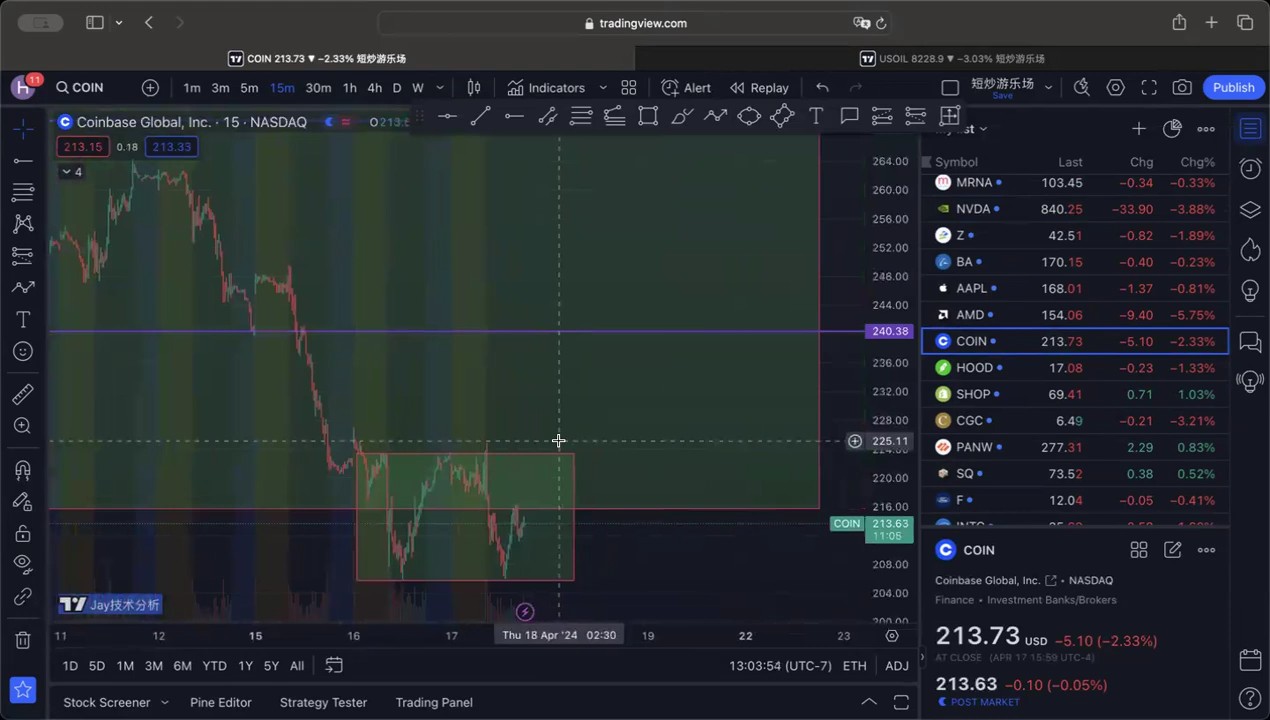 tradingview.com
COIN 213.73 ▼ −2.33% 短炒游乐场
USOIL 8228.9 ▼ −3.03% 短炒游乐场
H 11 COIN 1m 3m 5m 15m 30m 1h 4h D W Indicators Alert Replay 短炒游乐场 Save Publish
Coinbase Global, Inc. · 15 · NASDAQ
213.15 0.18 213.33
4
264.00
260.00
256.00
252.00
248.00
244.00
240.38
236.00
232.00
228.00
225.11
220.00
216.00
COIN 213.63
11:05
208.00
204.00
Jay技术分析
11 12 15 16 17 Thu 18 Apr '24 02:30 19 22 23
1D 5D 1M 3M 6M YTD 1Y 5Y All 13:03:54 (UTC-7) ETH ADJ
Stock Screener Pine Editor Strategy Tester Trading Panel
Symbol Last Chg Chg%
MRNA 103.45 −0.34 −0.33%
NVDA 840.25 −33.90 −3.88%
Z 42.51 −0.82 −1.89%
BA 170.15 −0.40 −0.23%
AAPL 168.01 −1.37 −0.81%
AMD 154.06 −9.40 −5.75%
COIN 213.73 −5.10 −2.33%
HOOD 17.08 −0.23 −1.33%
SHOP 69.41 0.71 1.03%
CGC 6.49 −0.21 −3.21%
PANW 277.31 2.29 0.83%
SQ 73.52 0.38 0.52%
F 12.04 −0.05 −0.41%
COIN
Coinbase Global, Inc. NASDAQ
Finance • Investment Banks/Brokers
213.73 USD −5.10 (−2.33%)
AT CLOSE (APR 17 15:59 UTC-4)
213.63 −0.10 (−0.05%)
POST MARKET